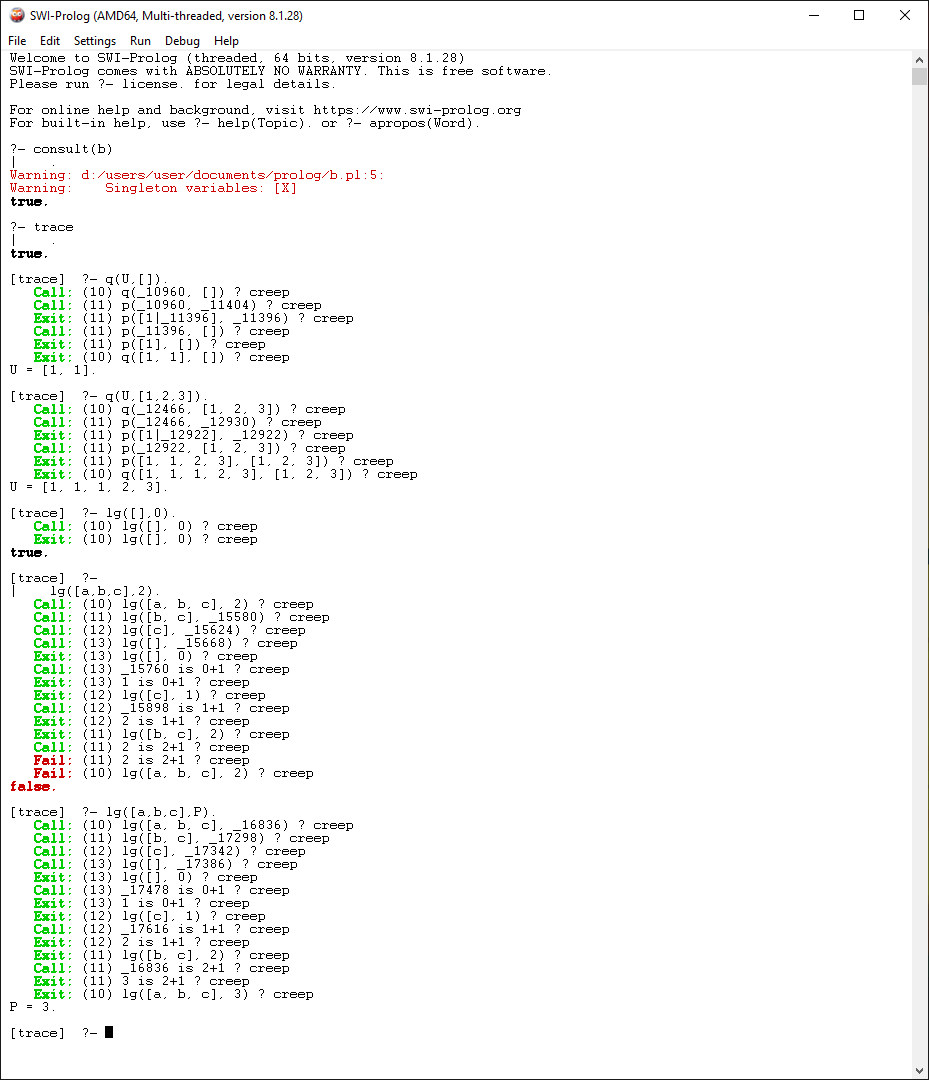 SWI-Prolog (AMD64, Multi-threaded, version 8.1.28)
File Edit Settings Run Debug Help
Welcome to SWI-Prolog (threaded, 64 bits, version 8.1.28)
SWI-Prolog comes with ABSOLUTELY NO WARRANTY. This is free software.
Please run ?- license. for legal details.
For online help and background, visit https://www.swi-prolog.org
For built-in help, use ?- help(Topic). or ?- apropos(Word).
?- consult(b)
|    .
Warning: d:/users/user/documents/prolog/b.pl:5:
Warning:    Singleton variables: [X]
true.
?- trace
|    .
true.
[trace]  ?- q(U,[]).
   Call: (10) q(_10960, []) ? creep
   Call: (11) p(_10960, _11404) ? creep
   Exit: (11) p([1|_11396], _11396) ? creep
   Call: (11) p(_11396, []) ? creep
   Exit: (11) p([1], []) ? creep
   Exit: (10) q([1, 1], []) ? creep
U = [1, 1].
[trace]  ?- q(U,[1,2,3]).
   Call: (10) q(_12466, [1, 2, 3]) ? creep
   Call: (11) p(_12466, _12930) ? creep
   Exit: (11) p([1|_12922], _12922) ? creep
   Call: (11) p(_12922, [1, 2, 3]) ? creep
   Exit: (11) p([1, 1, 2, 3], [1, 2, 3]) ? creep
   Exit: (10) q([1, 1, 1, 2, 3], [1, 2, 3]) ? creep
U = [1, 1, 1, 2, 3].
[trace]  ?- lg([],0).
   Call: (10) lg([], 0) ? creep
   Exit: (10) lg([], 0) ? creep
true.
[trace]  ?-
|    lg([a,b,c],2).
   Call: (10) lg([a, b, c], 2) ? creep
   Call: (11) lg([b, c], _15580) ? creep
   Call: (12) lg([c], _15624) ? creep
   Call: (13) lg([], _15668) ? creep
   Exit: (13) lg([], 0) ? creep
   Call: (13) _15760 is 0+1 ? creep
   Exit: (13) 1 is 0+1 ? creep
   Exit: (12) lg([c], 1) ? creep
   Call: (12) _15898 is 1+1 ? creep
   Exit: (12) 2 is 1+1 ? creep
   Exit: (11) lg([b, c], 2) ? creep
   Call: (11) 2 is 2+1 ? creep
   Fail: (11) 2 is 2+1 ? creep
   Fail: (10) lg([a, b, c], 2) ? creep
false.
[trace]  ?- lg([a,b,c],P).
   Call: (10) lg([a, b, c], _16836) ? creep
   Call: (11) lg([b, c], _17298) ? creep
   Call: (12) lg([c], _17342) ? creep
   Call: (13) lg([], _17386) ? creep
   Exit: (13) lg([], 0) ? creep
   Call: (13) _17478 is 0+1 ? creep
   Exit: (13) 1 is 0+1 ? creep
   Exit: (12) lg([c], 1) ? creep
   Call: (12) _17616 is 1+1 ? creep
   Exit: (12) 2 is 1+1 ? creep
   Exit: (11) lg([b, c], 2) ? creep
   Call: (11) _16836 is 2+1 ? creep
   Exit: (11) 3 is 2+1 ? creep
   Exit: (10) lg([a, b, c], 3) ? creep
P = 3.
[trace]  ?-